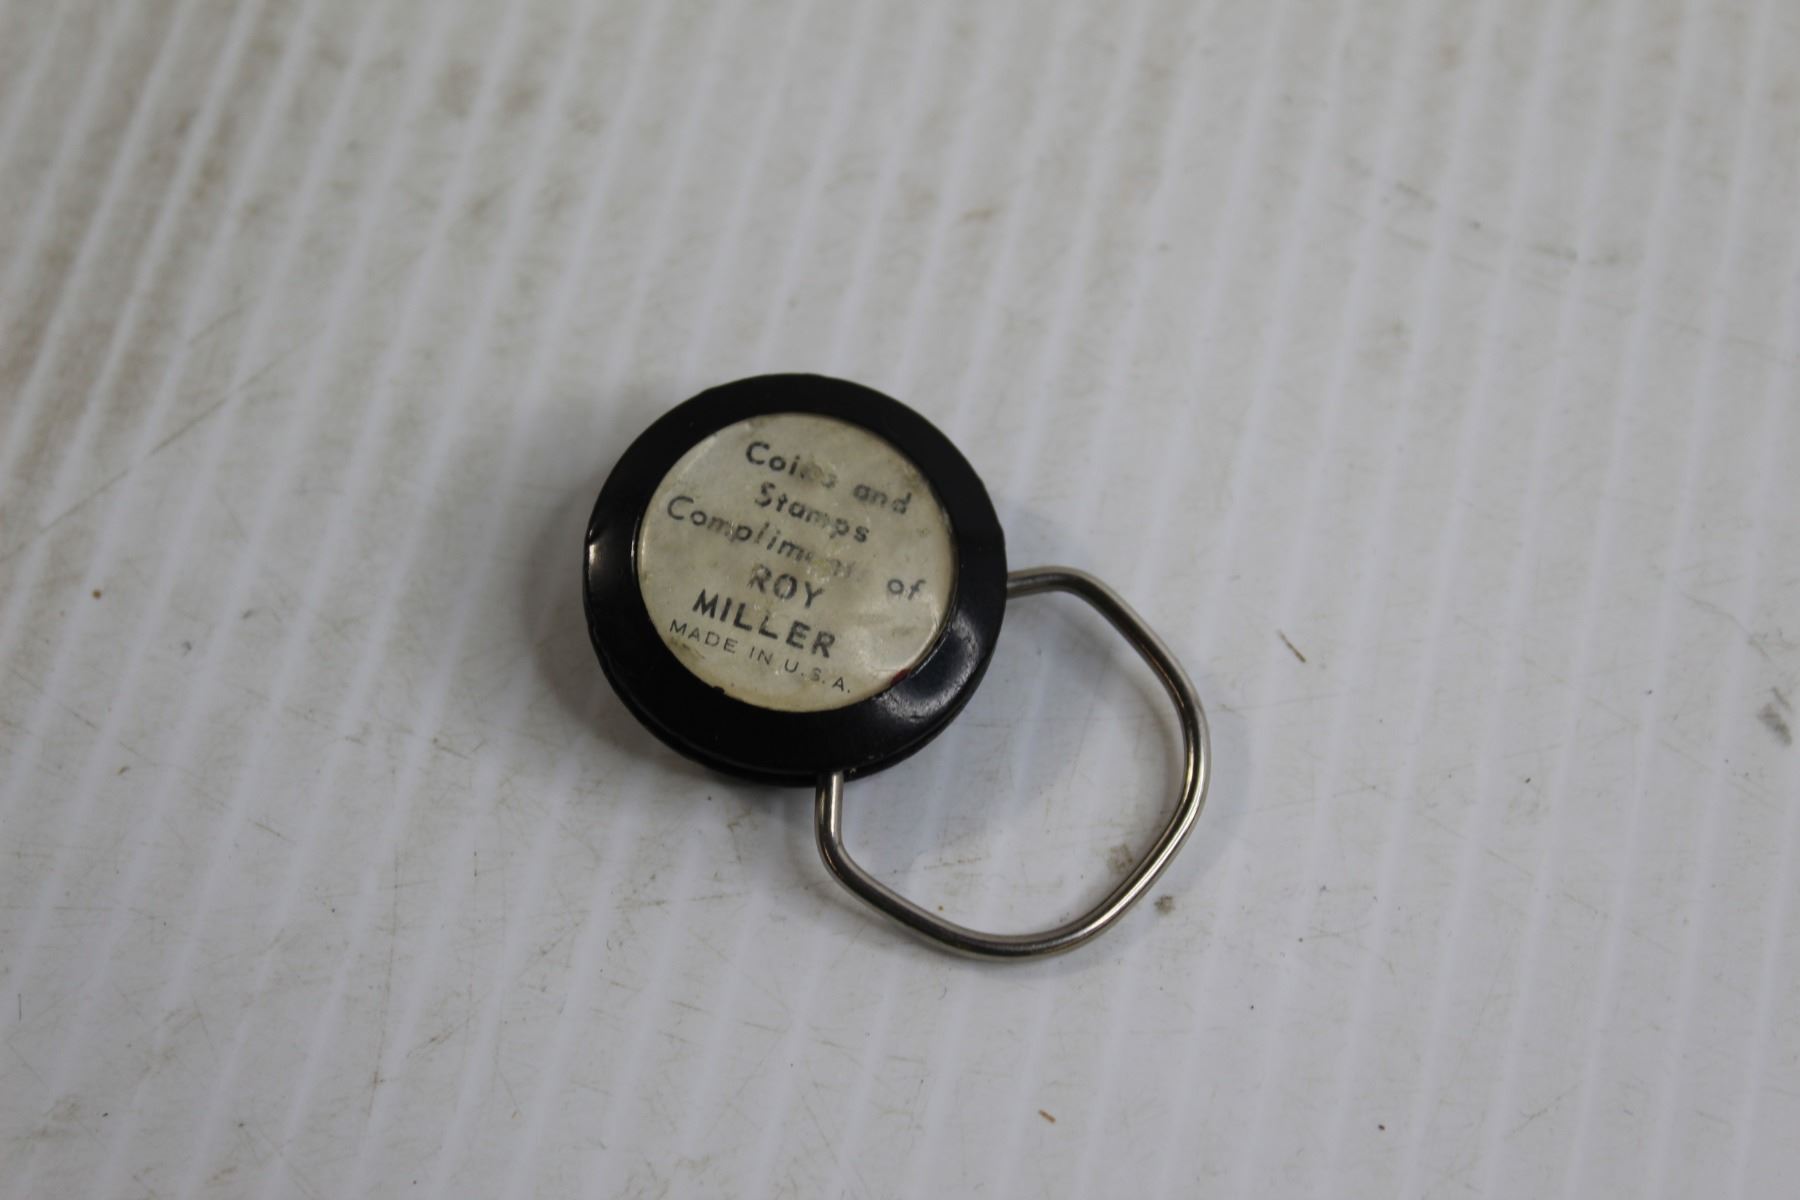 Coins and
Stamps
Compliments of
ROY
MILLER
MADE IN U.S.A.